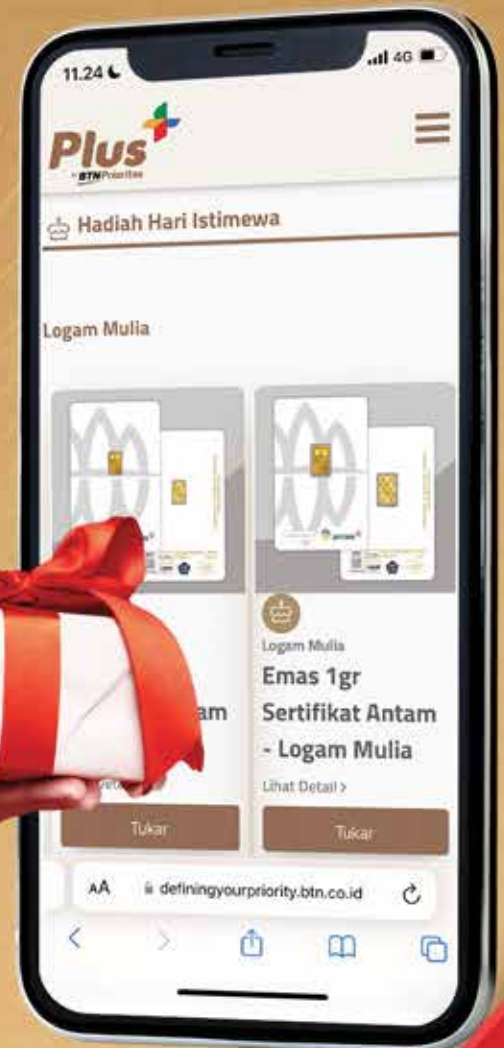 11.24
4G
Plus
BTN Prioritas
Hadiah Hari Istimewa
Logam Mulia
am
Tukar
Logam Mulia
Emas 1gr
Sertifikat Antam
- Logam Mulia
Lihat Detail >
Tukar
AA
definingyourpriority.btn.co.id